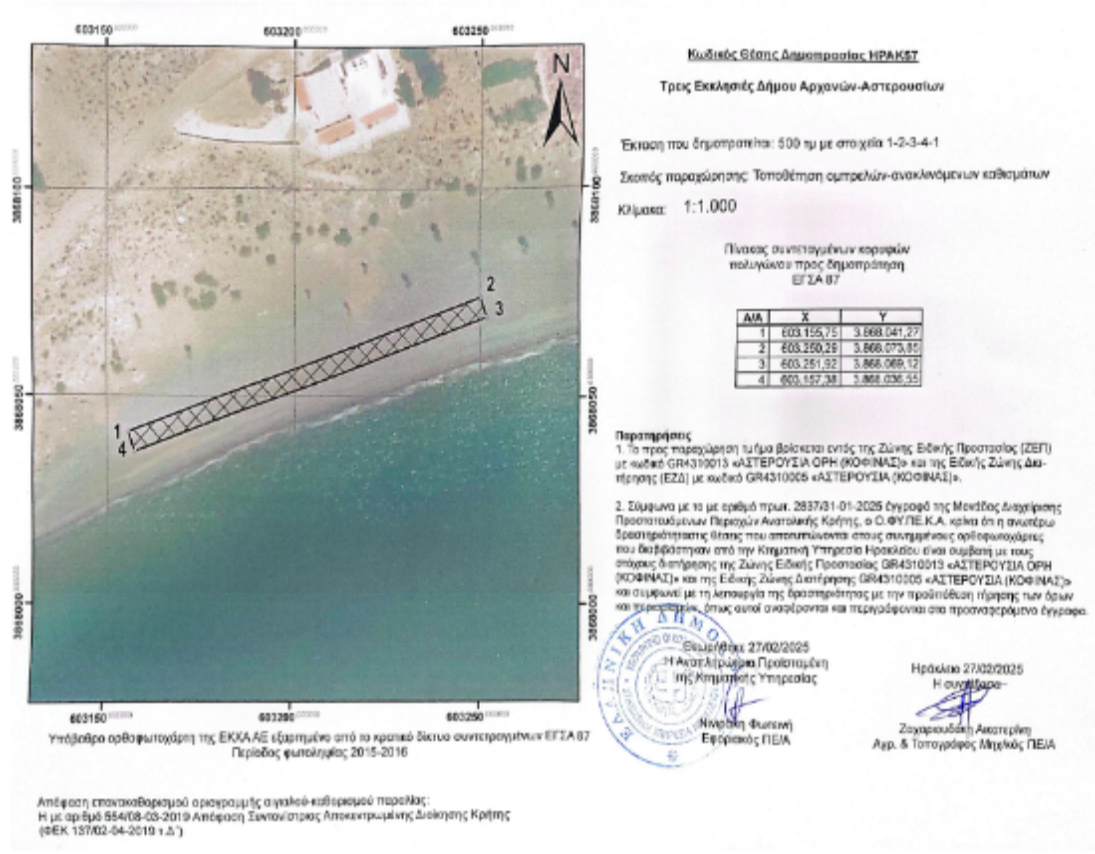 603150
603200
603250
N
3868100
3868100
3868050
3868050
3868000
3868000
1
2
3
4
603150
603200
603250
Υπόβαθρο ορθοφωτοχάρτη της ΕΚΧΑ ΑΕ εξαρτημένο από το κρατικό δίκτυο συντεταγμένων ΕΓΣΑ 87
Περίοδος φωτοληψίας 2015-2016
Απόφαση επανακαθορισμού οριογραμμής αιγιαλού-καθορισμού παραλίας:
Η με αριθμό 554/08-03-2019 Απόφαση Συντονίστριας Αποκεντρωμένης Διοίκησης Κρήτης
(ΦΕΚ 137/02-04-2019 τ.Δ΄)
Κωδικός Θέσης Δημοπρασίας ΗΡΑΚ57
Τρεις Εκκλησιές Δήμου Αρχανών-Αστερουσίων
Έκταση που δημοπρατείται: 500 τμ με στοιχεία 1-2-3-4-1
Σκοπός παραχώρησης: Τοποθέτηση ομπρελών-ανακλινόμενων καθισμάτων
Κλίμακα: 1:1.000
Πίνακας συντεταγμένων κορυφών
πολυγώνου προς δημοπράτηση
ΕΓΣΑ 87
Α/Α Χ Υ
1 603.155,75 3.868.041,27
2 603.250,29 3.868.073,85
3 603.251,92 3.868.069,12
4 603.157,38 3.868.036,55
Παρατηρήσεις
1. Το προς παραχώρηση τμήμα βρίσκεται εντός της Ζώνης Ειδικής Προστασίας (ΖΕΠ)
με κωδικό GR4310013 «ΑΣΤΕΡΟΥΣΙΑ ΟΡΗ (ΚΟΦΙΝΑΣ)» και της Ειδικής Ζώνης Δια-
τήρησης (ΕΖΔ) με κωδικό GR4310005 «ΑΣΤΕΡΟΥΣΙΑ (ΚΟΦΙΝΑΣ)».
2. Σύμφωνα με το με αριθμό πρωτ. 2837/31-01-2025 έγγραφό της Μονάδας Διαχείρισης
Προστατευόμενων Περιοχών Ανατολικής Κρήτης, ο Ο.ΦΥ.ΠΕ.Κ.Α. κρίνει ότι η ανωτέρω
δραστηριότητα στις θέσεις που αποτυπώνονται στους συνημμένους ορθοφωτοχάρτες
που διαβιβάστηκαν από την Κτηματική Υπηρεσία Ηρακλείου είναι συμβατή με τους
στόχους διατήρησης της Ζώνης Ειδικής Προστασίας GR4310013 «ΑΣΤΕΡΟΥΣΙΑ ΟΡΗ
(ΚΟΦΙΝΑΣ)» και της Ειδικής Ζώνης Διατήρησης GR4310005 «ΑΣΤΕΡΟΥΣΙΑ (ΚΟΦΙΝΑΣ)»
και συμφωνεί με τη λειτουργία της δραστηριότητας με την προϋπόθεση τήρησης των όρων
και περιορισμών, όπως αυτοί αναφέρονται και περιγράφονται στο προαναφερόμενο έγγραφο.
ΕΛΛΗΝΙΚΗ ΔΗΜΟ
Θεωρήθηκε 27/02/2025
Η Αναπληρώτρια Προϊσταμένη
της Κτηματικής Υπηρεσίας
Νινιράκη Φωτεινή
Εφοριακός ΠΕ/Α
Ηράκλειο 27/02/2025
Η συντάξασα
Ζαχαριουδάκη Αικατερίνη
Αγρ. & Τοπογράφος Μηχ/κός ΠΕ/Α